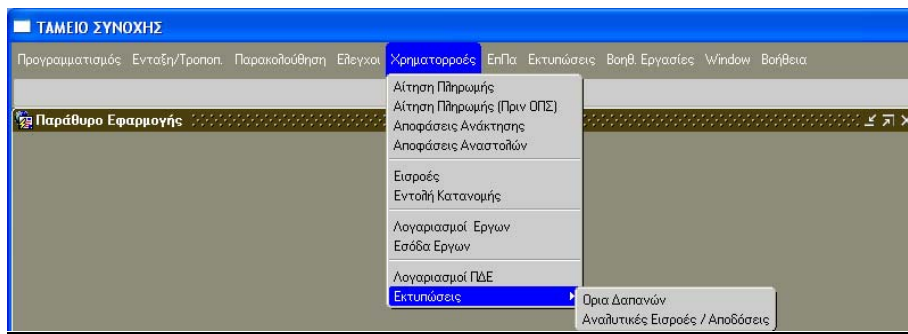 ΤΑΜΕΙΟ ΣΥΝΟΧΗΣ
Προγραμματισμός Ενταξη/Τροποπ. Παρακολούθηση Ελεγχοι Χρηματορροές ΕπΠα Εκτυπώσεις Βοηθ. Εργασίες Window Βοήθεια
Παράθυρο Εφαρμογής
Αίτηση Πληρωμής
Αίτηση Πληρωμής (Πριν ΟΠΣ)
Αποφάσεις Ανάκτησης
Αποφάσεις Αναστολών
Εισροές
Εντολή Κατανομής
Λογαριασμοί Εργων
Εσόδα Εργων
Λογαριασμοί ΠΔΕ
Εκτυπώσεις
Ορια Δαπανών
Αναλυτικές Εισροές / Αποδόσεις